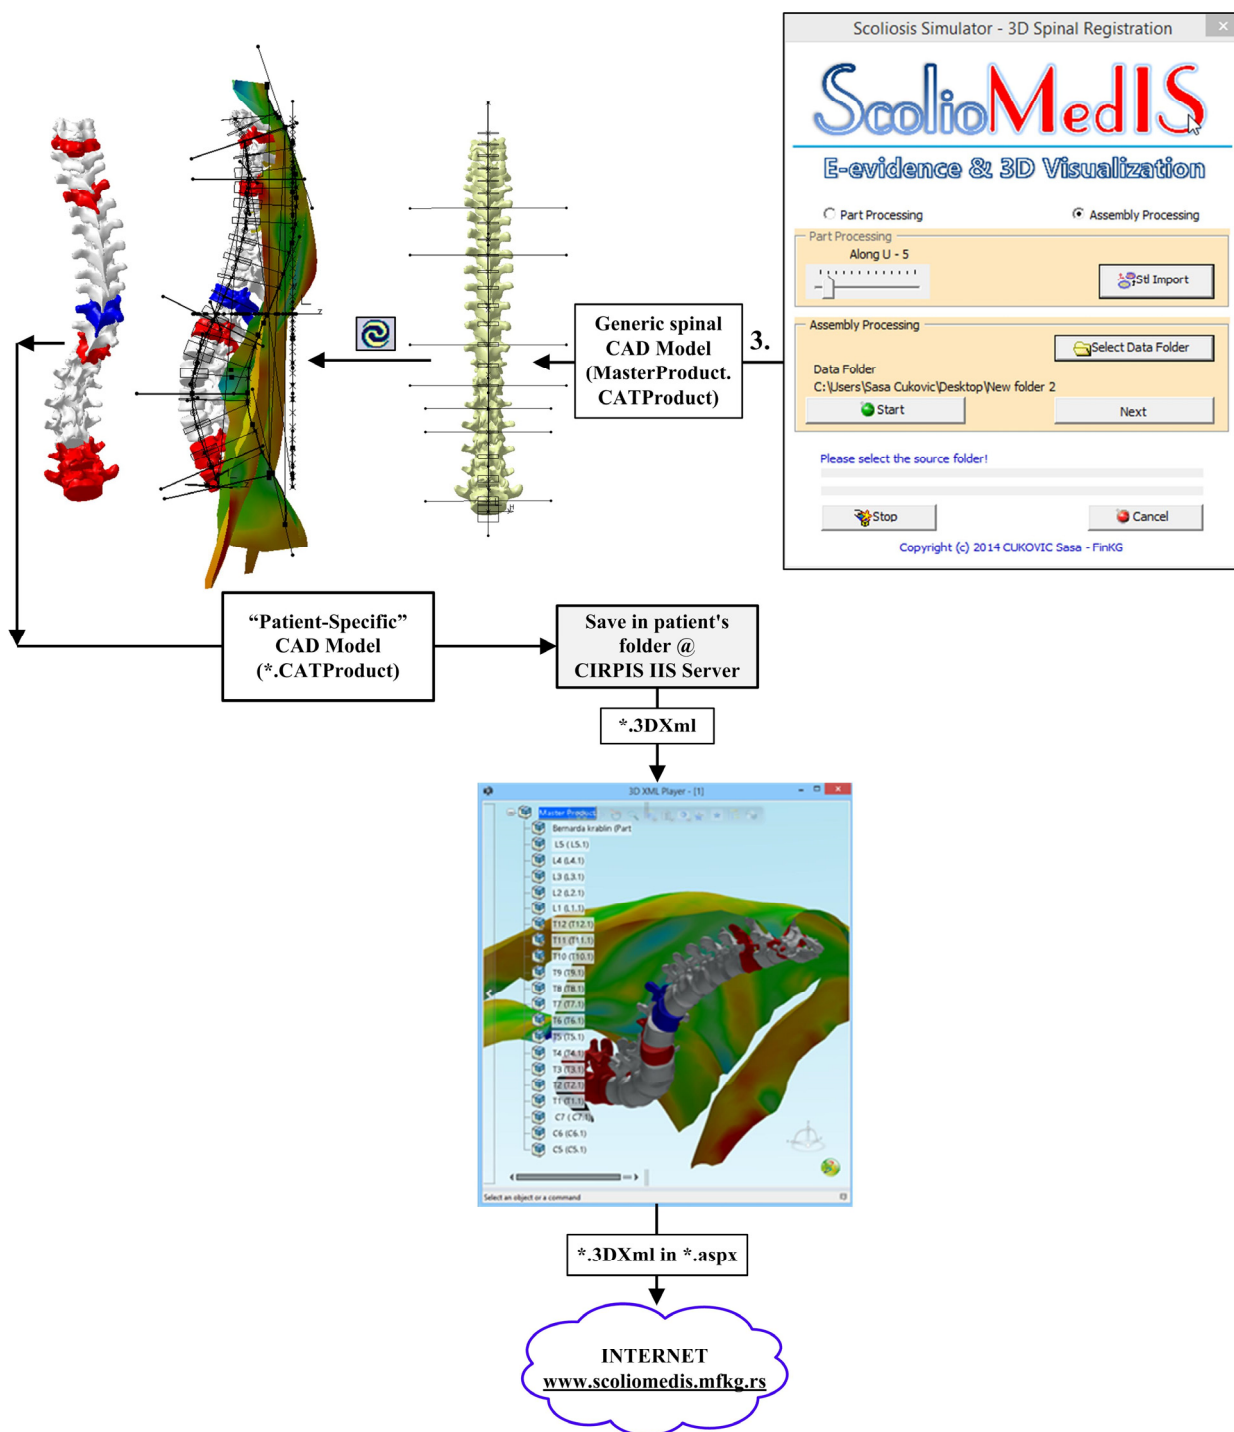 Scoliosis Simulator - 3D Spinal Registration
ScolioMedIS
E-evidence & 3D Visualization
Part Processing
Assembly Processing
Part Processing
Along U - 5
Stl Import
Assembly Processing
Select Data Folder
Data Folder
C:\Users\Sasa Cukovic\Desktop\New folder 2
Start
Next
Please select the source folder!
Stop
Cancel
Copyright (c) 2014 CUKOVIC Sasa - FinKG
3.
Generic spinal
CAD Model
(MasterProduct.
CATProduct)
“Patient-Specific”
CAD Model
(*.CATProduct)
Save in patient's
folder @
CIRPIS IIS Server
*.3DXml
3D XML Player - [1]
Master Product
Bernarda krablin (Part
L5 ( L5.1)
L4 (L4.1)
L3 (L3.1)
L2 (L2.1)
L1 (L1.1)
T12 (T12.1)
T11 (T11.1)
T10 (T10.1)
T9 (T9.1)
T8 (T8.1)
T7 (T7.1)
T6 (T6.1)
T5 (T5.1)
T4 (T4.1)
T3 (T3.1)
T2 (T2.1)
T1 (T1.1)
C7 ( C7.1)
C6 (C6.1)
C5 (C5.1)
Select an object or a command
*.3DXml in *.aspx
INTERNET
www.scoliomedis.mfkg.rs